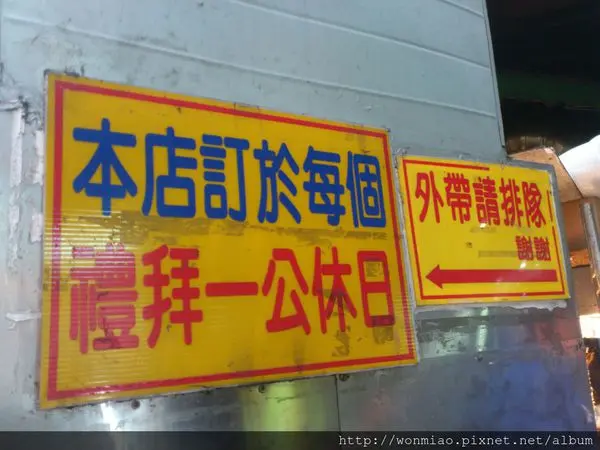 本店訂於每個
禮拜一公休日
外帶請排隊!
謝謝
http://wonmiao.pixnet.net/album